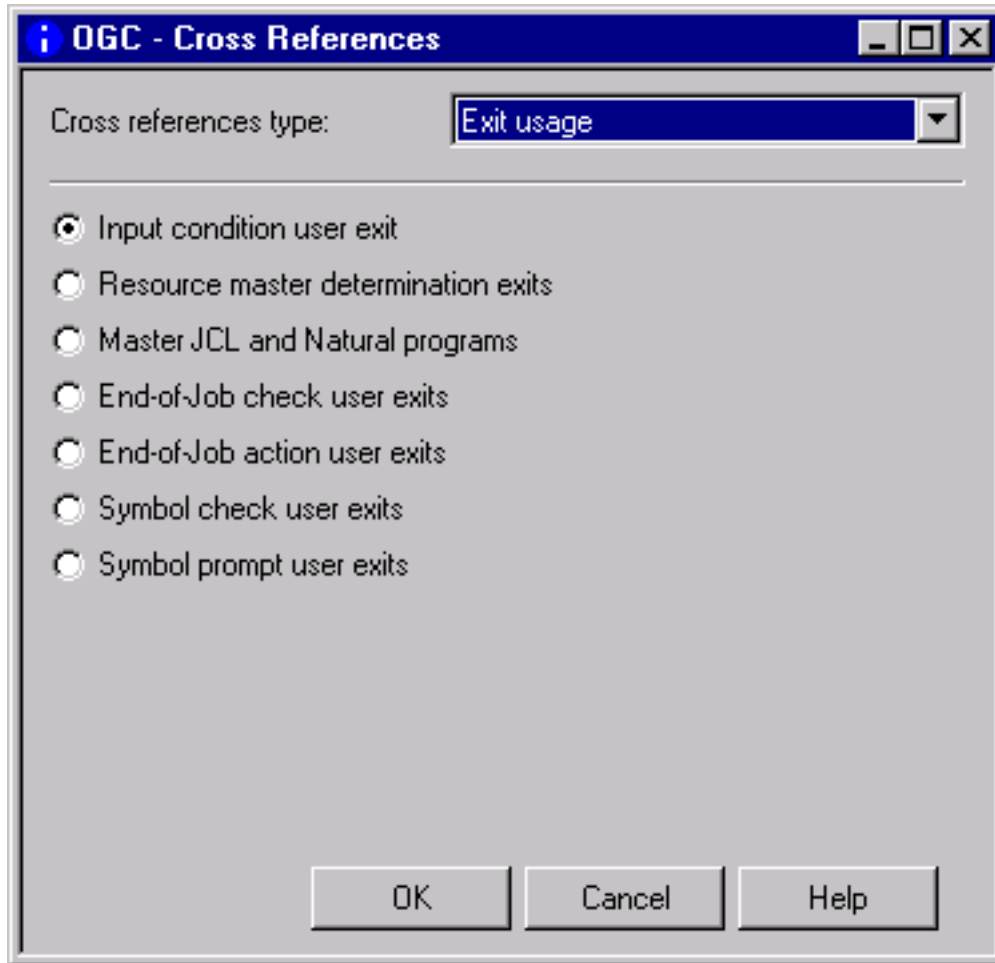 OGC - Cross References
Cross references type: Exit usage
Input condition user exit
Resource master determination exits
Master JCL and Natural programs
End-of-Job check user exits
End-of-Job action user exits
Symbol check user exits
Symbol prompt user exits
OK Cancel Help